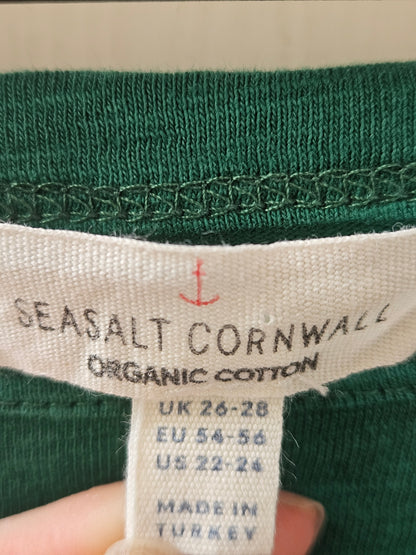 SEASALT CORNWALL
ORGANIC COTTON
UK 26-28
EU 54-56
US 22-24
MADE IN
TURKEY